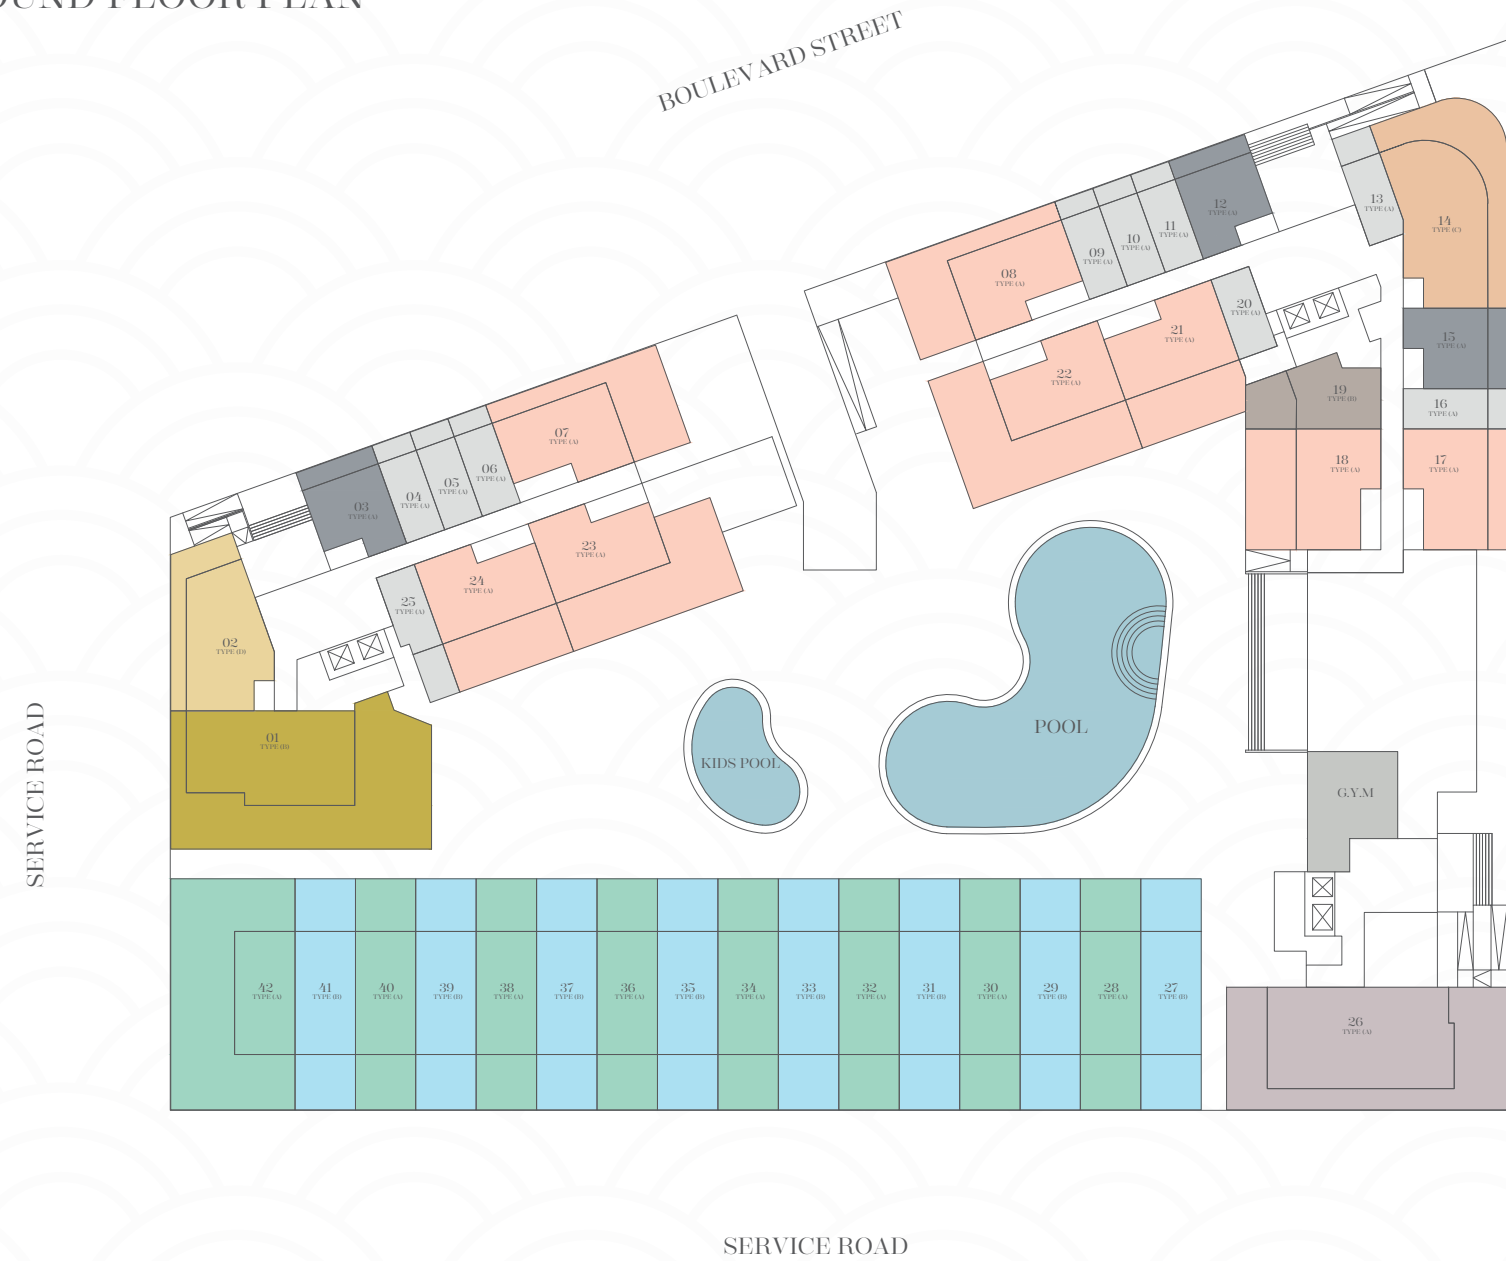 BOULEVARD STREET
12
TYPE (A)
13
TYPE (A)
14
TYPE (C)
11
TYPE (A)
10
TYPE (A)
09
TYPE (A)
08
TYPE (A)
20
TYPE (A)
21
TYPE (A)
15
TYPE (A)
22
TYPE (A)
19
TYPE (B)
16
TYPE (A)
07
TYPE (A)
18
TYPE (A)
17
TYPE (A)
06
TYPE (A)
05
TYPE (A)
04
TYPE (A)
03
TYPE (A)
23
TYPE (A)
24
TYPE (A)
25
TYPE (A)
02
TYPE (D)
01
TYPE (B)
POOL
KIDS POOL
G.Y.M
SERVICE ROAD
42
TYPE (A)
41
TYPE (B)
40
TYPE (A)
39
TYPE (B)
38
TYPE (A)
37
TYPE (B)
36
TYPE (A)
35
TYPE (B)
34
TYPE (A)
33
TYPE (B)
32
TYPE (A)
31
TYPE (B)
30
TYPE (A)
29
TYPE (B)
28
TYPE (A)
27
TYPE (B)
26
TYPE (A)
SERVICE ROAD